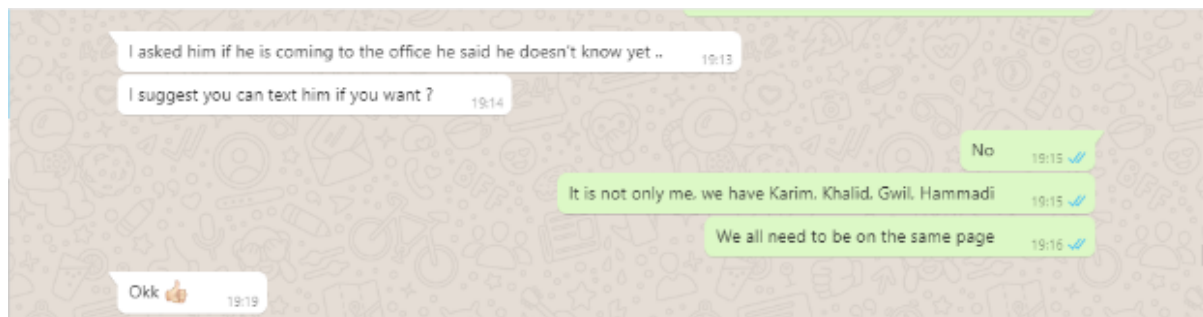 I asked him if he is coming to the office he said he doesn't know yet ..
19:13
I suggest you can text him if you want ?
19:14
No
19:15
It is not only me, we have Karim, Khalid, Gwil, Hammadi
19:15
We all need to be on the same page
19:16
Okk 👍🏻
19:19